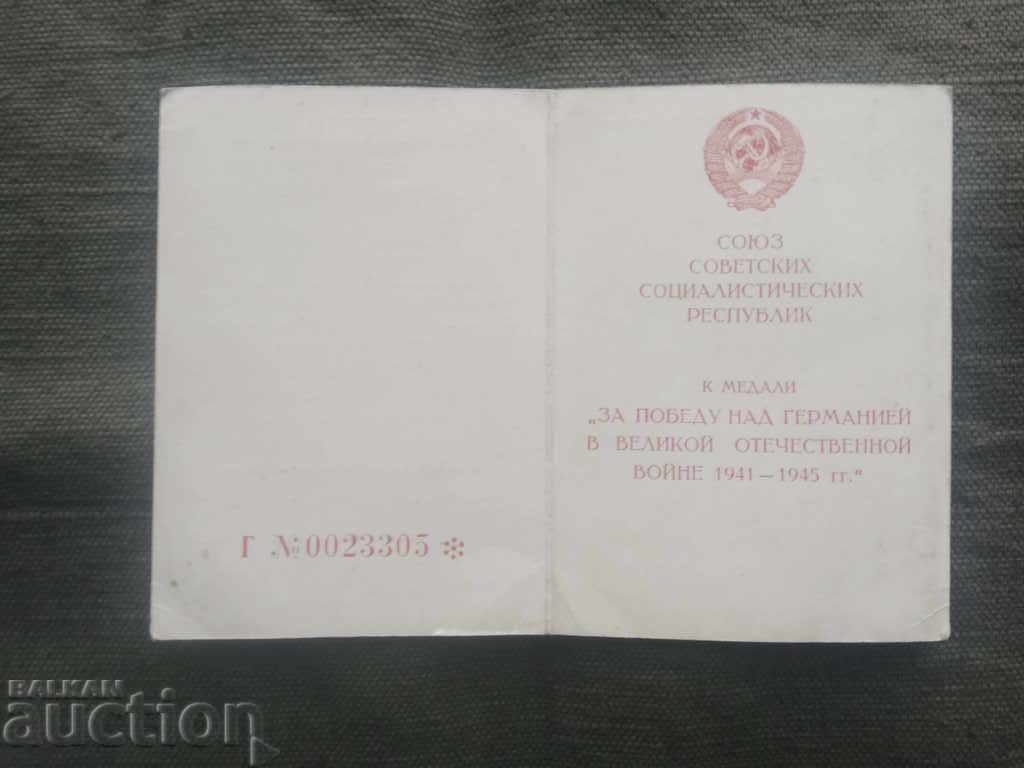 Г №0023305 *
СОЮЗ
СОВЕТСКИХ
СОЦИАЛИСТИЧЕСКИХ
РЕСПУБЛИК
К МЕДАЛИ
„ЗА ПОБЕДУ НАД ГЕРМАНИЕЙ
В ВЕЛИКОЙ ОТЕЧЕСТВЕННОЙ
ВОЙНЕ 1941 — 1945 гг."
BALKAN
auction